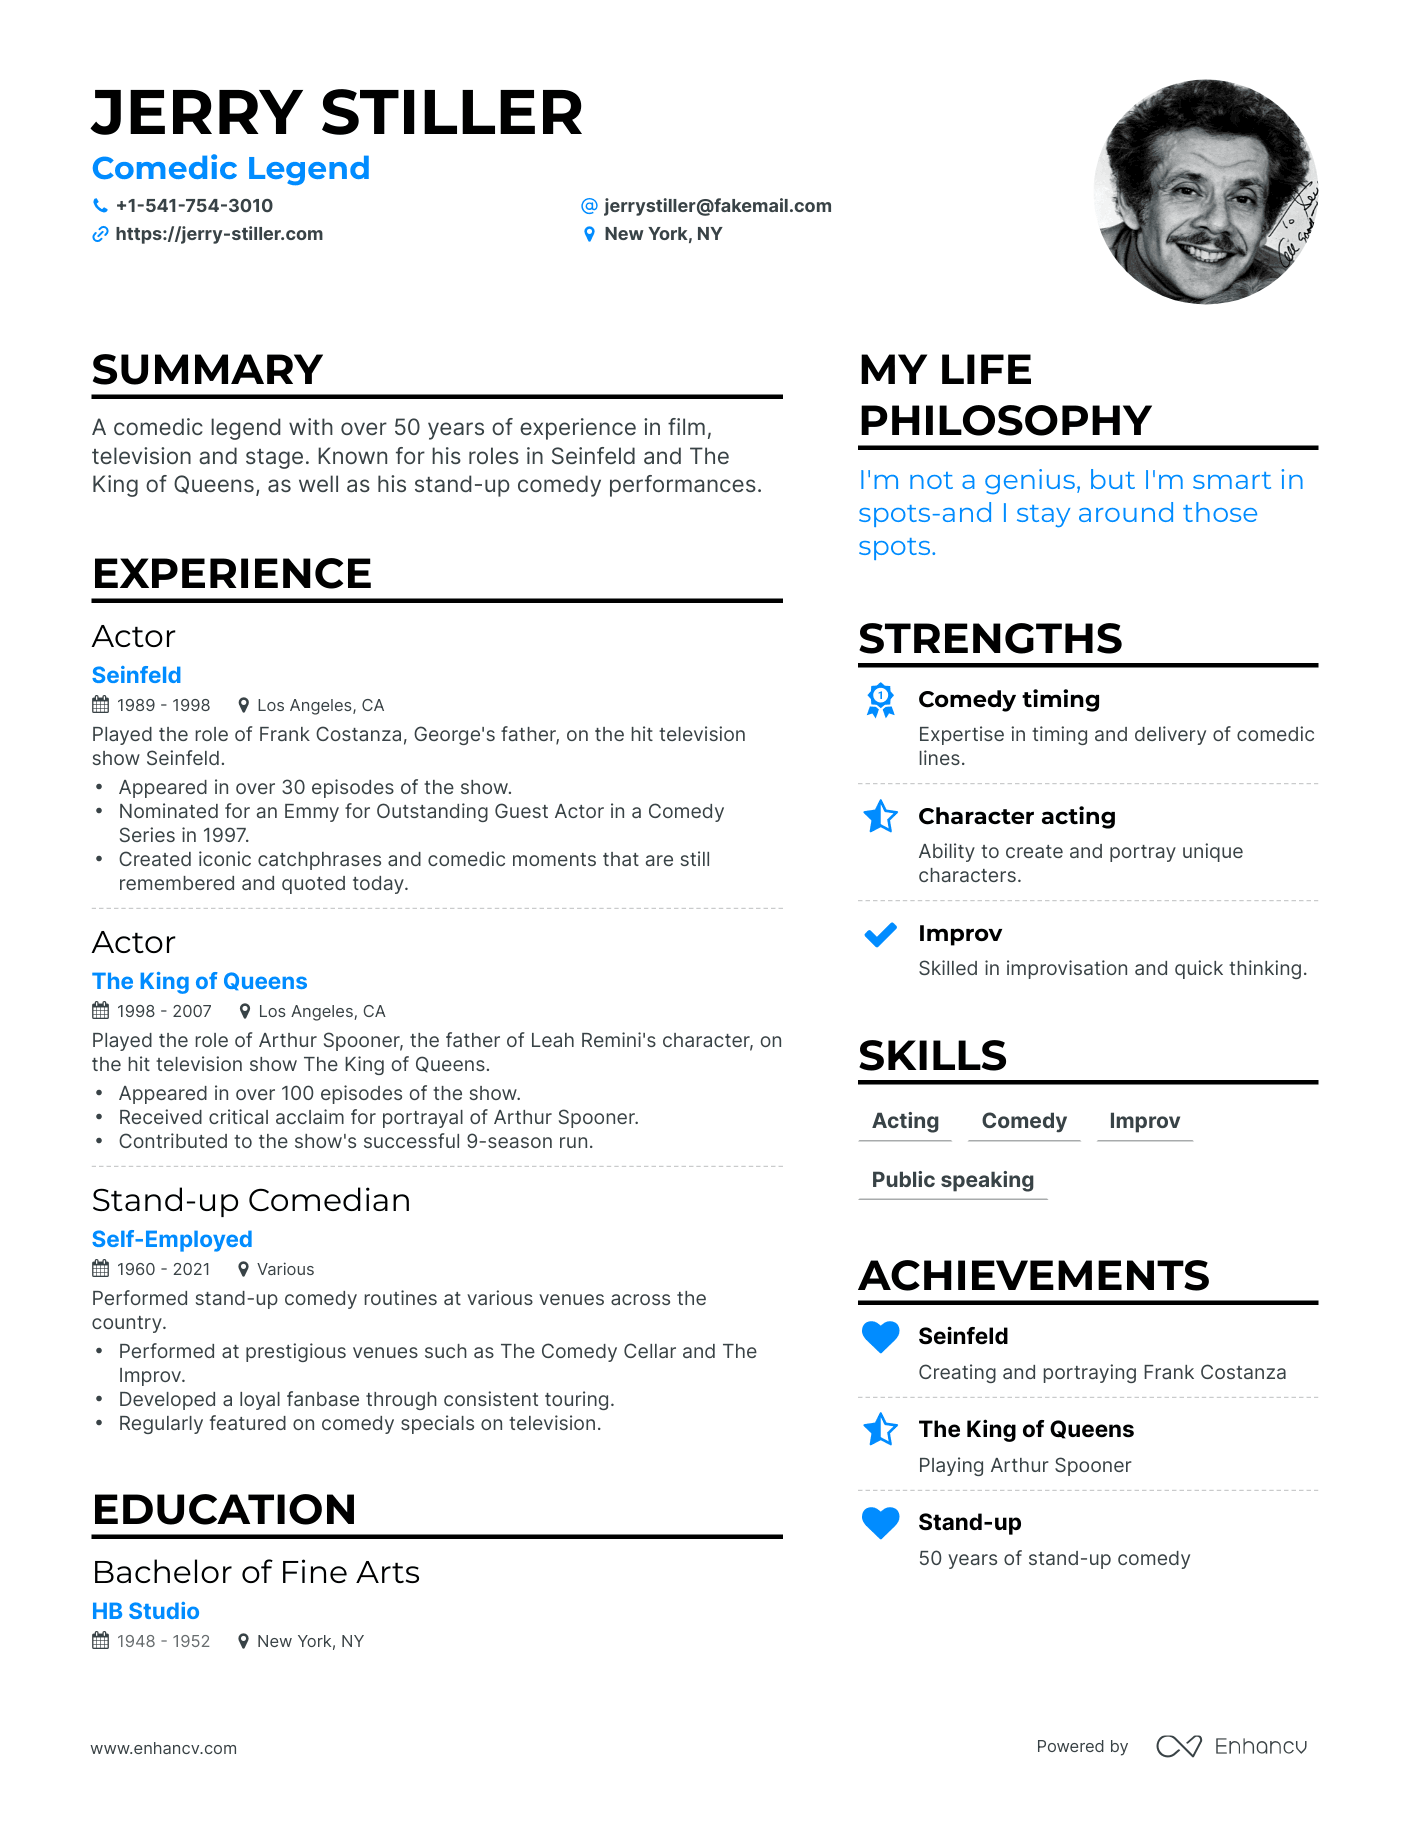 JERRY STILLER
Comedic Legend
+1-541-754-3010
jerrystiller@fakemail.com
https://jerry-stiller.com
New York, NY
SUMMARY
A comedic legend with over 50 years of experience in film,
television and stage. Known for his roles in Seinfeld and The
King of Queens, as well as his stand-up comedy performances.
EXPERIENCE
Actor
Seinfeld
1989 - 1998 Los Angeles, CA
Played the role of Frank Costanza, George's father, on the hit television
show Seinfeld.
• Appeared in over 30 episodes of the show.
• Nominated for an Emmy for Outstanding Guest Actor in a Comedy
Series in 1997.
• Created iconic catchphrases and comedic moments that are still
remembered and quoted today.
Actor
The King of Queens
1998 - 2007 Los Angeles, CA
Played the role of Arthur Spooner, the father of Leah Remini's character, on
the hit television show The King of Queens.
• Appeared in over 100 episodes of the show.
• Received critical acclaim for portrayal of Arthur Spooner.
• Contributed to the show's successful 9-season run.
Stand-up Comedian
Self-Employed
1960 - 2021 Various
Performed stand-up comedy routines at various venues across the
country.
• Performed at prestigious venues such as The Comedy Cellar and The
Improv.
• Developed a loyal fanbase through consistent touring.
• Regularly featured on comedy specials on television.
EDUCATION
Bachelor of Fine Arts
HB Studio
1948 - 1952 New York, NY
MY LIFE
PHILOSOPHY
I'm not a genius, but I'm smart in
spots-and I stay around those
spots.
STRENGTHS
1
Comedy timing
Expertise in timing and delivery of comedic
lines.
Character acting
Ability to create and portray unique
characters.
Improv
Skilled in improvisation and quick thinking.
SKILLS
Acting Comedy Improv
Public speaking
ACHIEVEMENTS
Seinfeld
Creating and portraying Frank Costanza
The King of Queens
Playing Arthur Spooner
Stand-up
50 years of stand-up comedy
www.enhancv.com
Powered by Enhancv